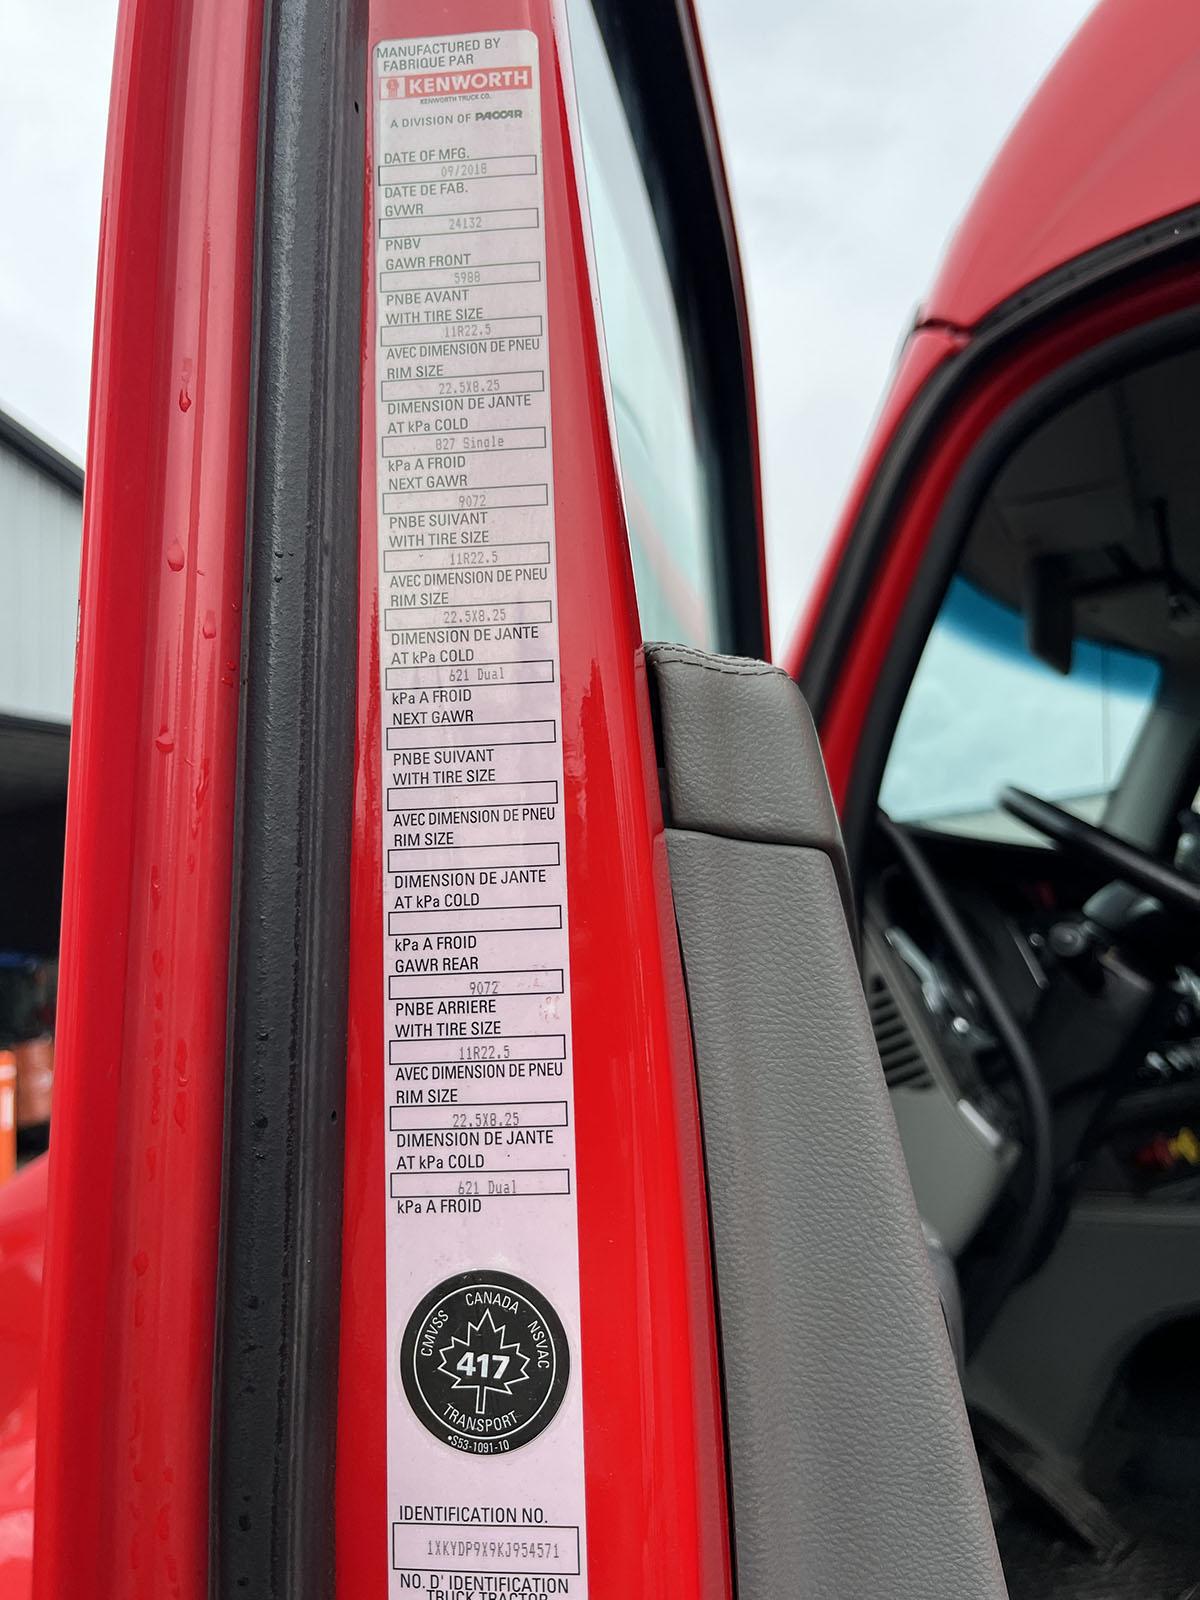 MANUFACTURED BY
FABRIQUE PAR
KENWORTH
KENWORTH TRUCK CO.
A DIVISION OF PACCAR
DATE OF MFG.
09/2018
DATE DE FAB.
GVWR
24132
PNBV
GAWR FRONT
5988
PNBE AVANT
WITH TIRE SIZE
11R22.5
AVEC DIMENSION DE PNEU
RIM SIZE
22.5X8.25
DIMENSION DE JANTE
AT kPa COLD
827 Single
kPa A FROID
NEXT GAWR
9072
PNBE SUIVANT
WITH TIRE SIZE
11R22.5
AVEC DIMENSION DE PNEU
RIM SIZE
22.5X8.25
DIMENSION DE JANTE
AT kPa COLD
621 Dual
kPa A FROID
NEXT GAWR
PNBE SUIVANT
WITH TIRE SIZE
AVEC DIMENSION DE PNEU
RIM SIZE
DIMENSION DE JANTE
AT kPa COLD
kPa A FROID
GAWR REAR
9072
PNBE ARRIERE
WITH TIRE SIZE
11R22.5
AVEC DIMENSION DE PNEU
RIM SIZE
22.5X8.25
DIMENSION DE JANTE
AT kPa COLD
621 Dual
kPa A FROID
CMVSS CANADA NSVAC
417
TRANSPORT
•S53-1091-10
IDENTIFICATION NO.
1XKYDP9X9KJ954571
NO. D' IDENTIFICATION
TRUCK TRACTOR